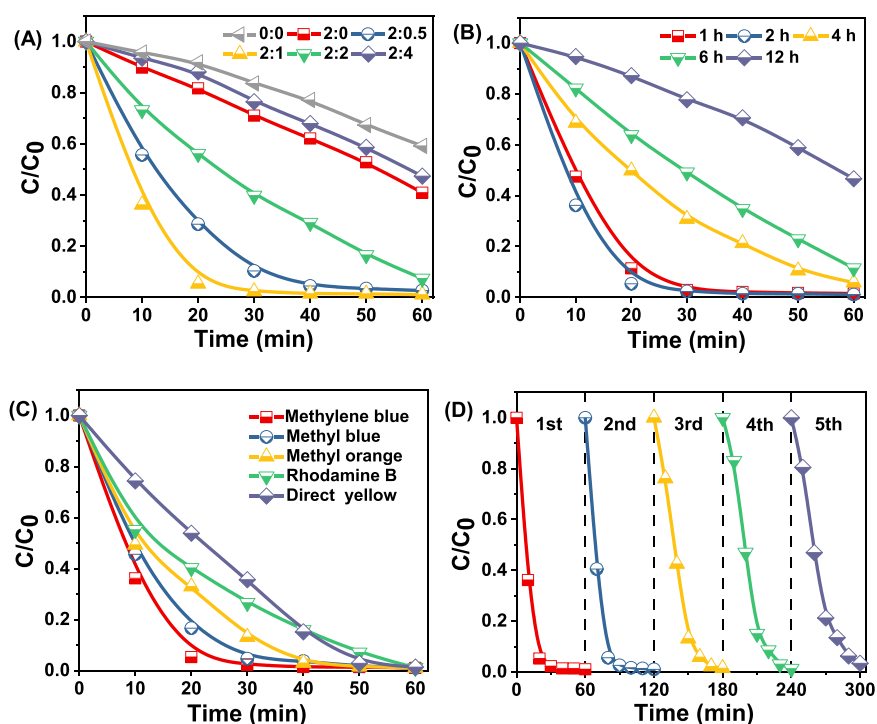 (A)
0:0 2:0 2:0.5
2:1 2:2 2:4
C/C0
1.0
0.8
0.6
0.4
0.2
0.0
0 10 20 30 40 50 60
Time (min)
(B)
1 h 2 h 4 h
6 h 12 h
C/C0
1.0
0.8
0.6
0.4
0.2
0.0
0 10 20 30 40 50 60
Time (min)
(C)
Methylene blue
Methyl blue
Methyl orange
Rhodamine B
Direct yellow
C/C0
1.0
0.8
0.6
0.4
0.2
0.0
0 10 20 30 40 50 60
Time (min)
(D)
1st 2nd 3rd 4th 5th
C/C0
1.0
0.8
0.6
0.4
0.2
0.0
0 60 120 180 240 300
Time (min)